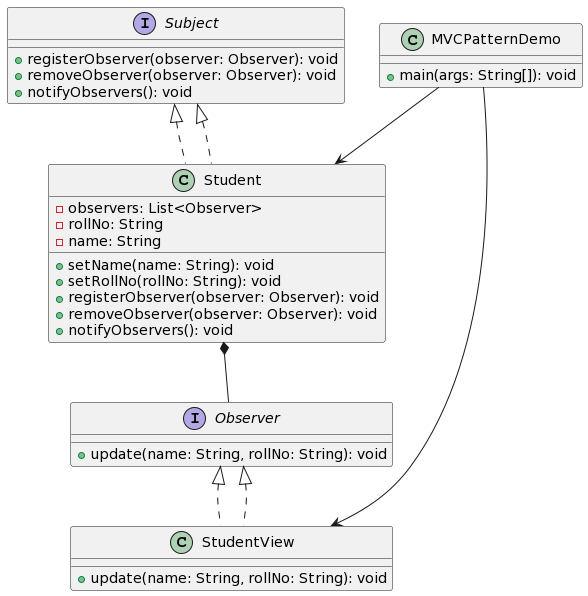 I Subject
registerObserver(observer: Observer): void
removeObserver(observer: Observer): void
notifyObservers(): void
C MVCPatternDemo
main(args: String[]): void
C Student
observers: List<Observer>
rollNo: String
name: String
setName(name: String): void
setRollNo(rollNo: String): void
registerObserver(observer: Observer): void
removeObserver(observer: Observer): void
notifyObservers(): void
I Observer
update(name: String, rollNo: String): void
C StudentView
update(name: String, rollNo: String): void